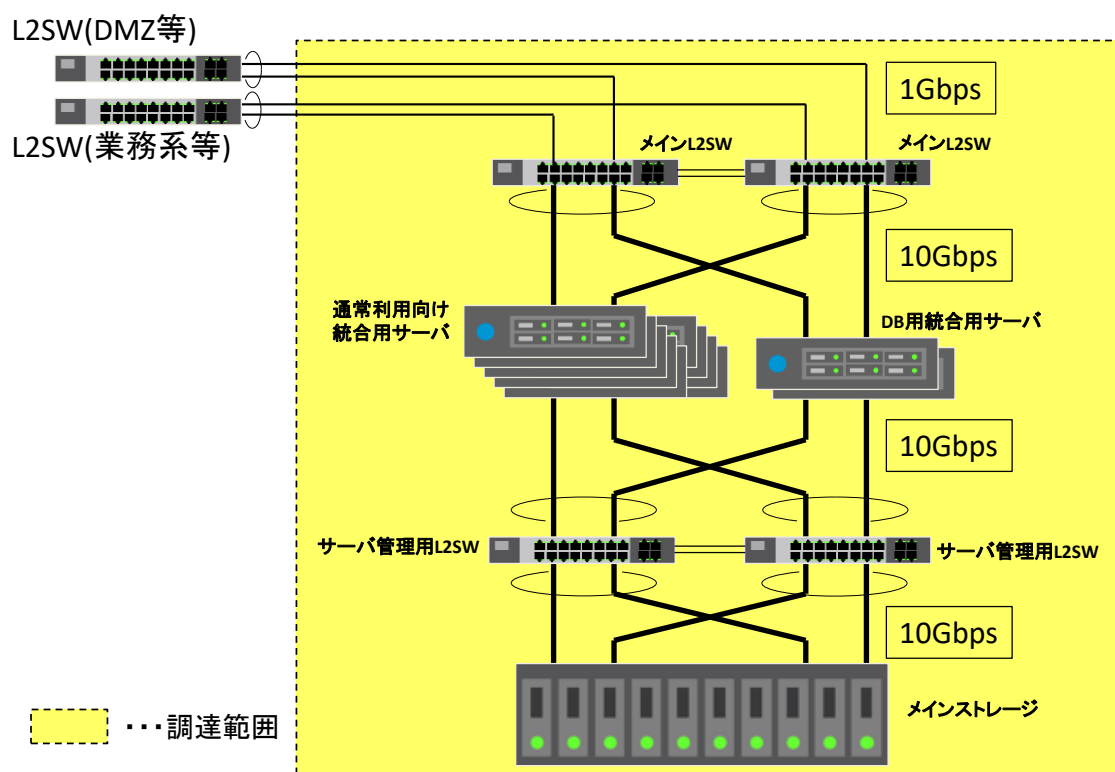 L2SW(DMZ等)
L2SW(業務系等)
1Gbps
メインL2SW
メインL2SW
10Gbps
通常利用向け
統合用サーバ
DB用統合用サーバ
10Gbps
サーバ管理用L2SW
サーバ管理用L2SW
10Gbps
メインストレージ
・・・調達範囲